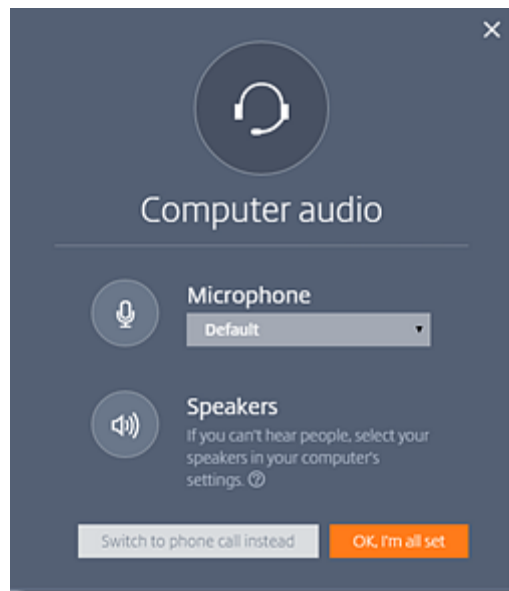 Computer audio
Microphone
Default
Speakers
If you can't hear people, select your
speakers in your computer's
settings.
Switch to phone call instead
OK, I'm all set